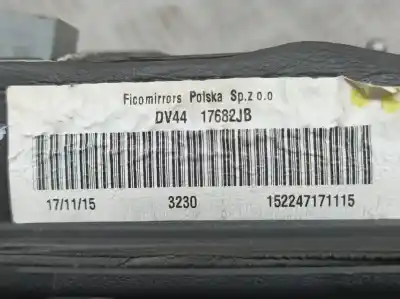 Ficomirrors Polska Sp.z o.o
DV44 17682JB
17/11/15 3230 152247171115